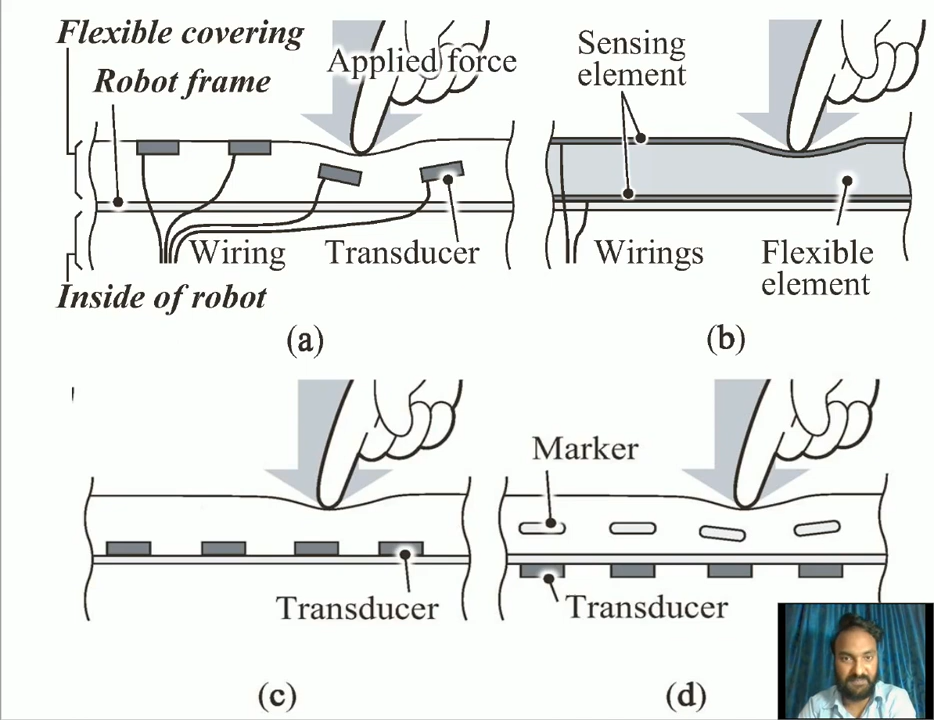 Flexible covering
Robot frame
Applied force
Wiring
Transducer
Inside of robot
(a)
Sensing
element
Wirings
Flexible
element
(b)
Transducer
(c)
Marker
Transducer
(d)